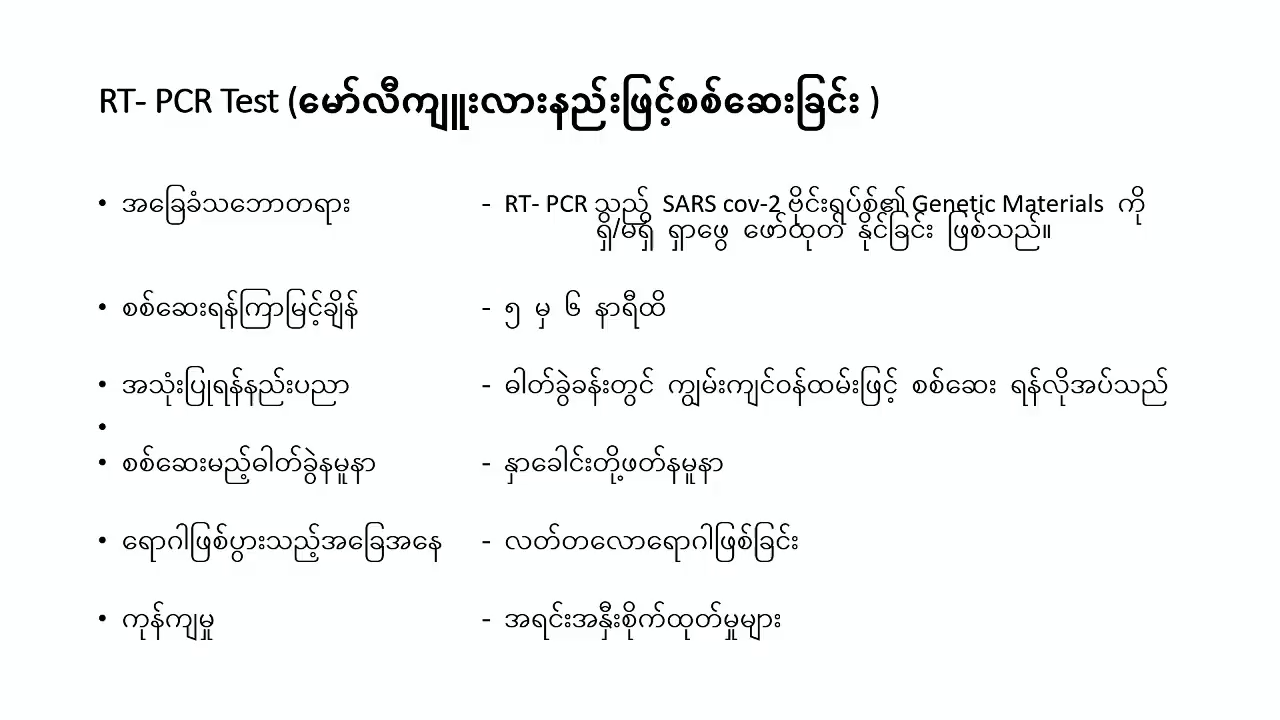 RT- PCR Test (မော်လီကျူးလားနည်းဖြင့်စစ်ဆေးခြင်း )
• အခြေခံသဘောတရား - RT- PCR သည် SARS cov-2 ဗိုင်းရပ်စ်၏ Genetic Materials ကို
ရှိ/မရှိ ရှာဖွေ ဖော်ထုတ် နိုင်ခြင်း ဖြစ်သည်။
• စစ်ဆေးရန်ကြာမြင့်ချိန် - ၅ မှ ၆ နာရီထိ
• အသုံးပြုရန်နည်းပညာ - ဓါတ်ခွဲခန်းတွင် ကျွမ်းကျင်ဝန်ထမ်းဖြင့် စစ်ဆေး ရန်လိုအပ်သည်
•
• စစ်ဆေးမည့်ဓါတ်ခွဲနမူနာ - နှာခေါင်းတို့ဖတ်နမူနာ
• ရောဂါဖြစ်ပွားသည့်အခြေအနေ - လတ်တလောရောဂါဖြစ်ခြင်း
• ကုန်ကျမှု - အရင်းအနှီးစိုက်ထုတ်မှုများ